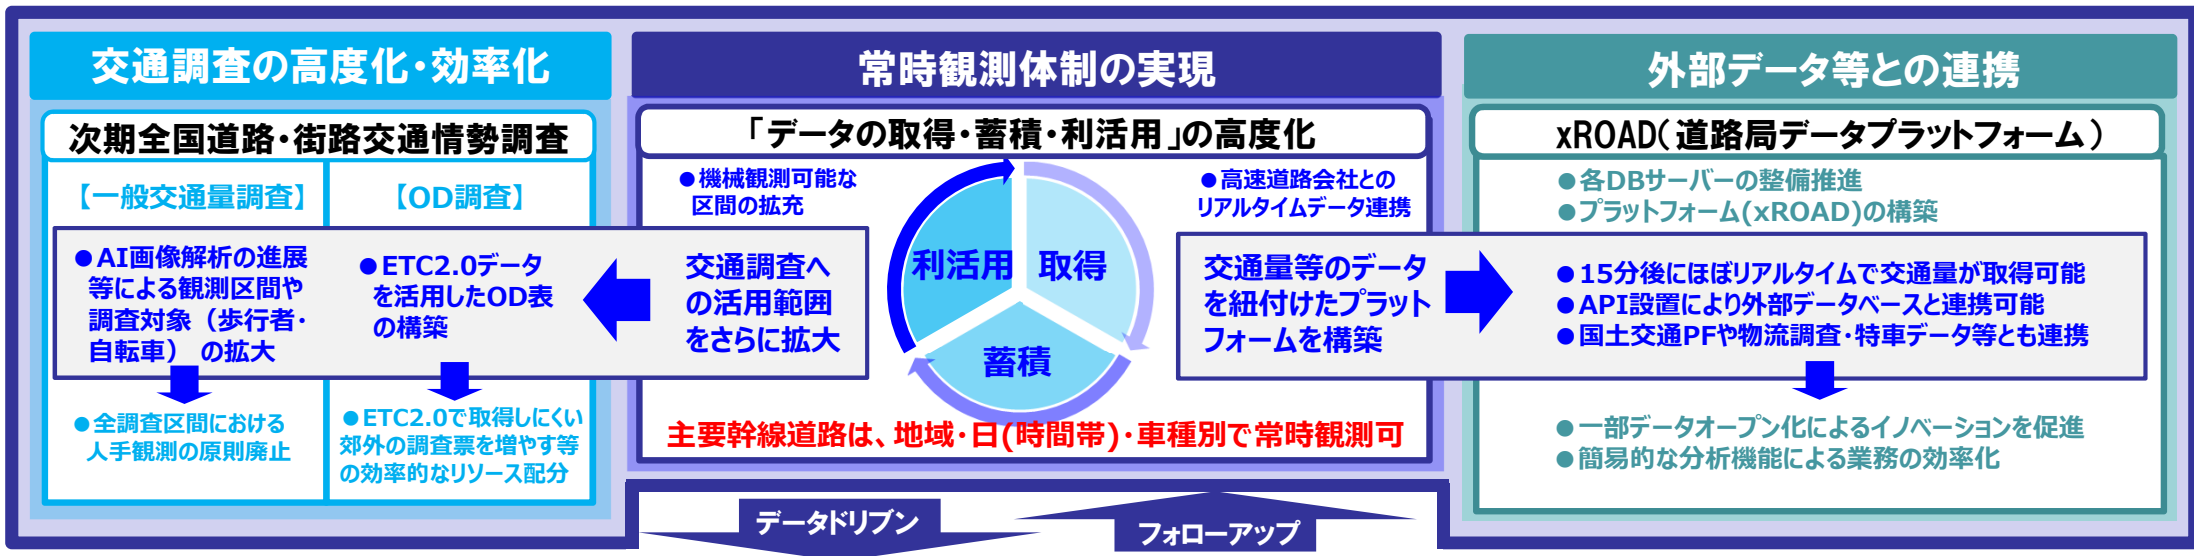 交通調査の高度化・効率化
次期全国道路・街路交通情勢調査
【一般交通量調査】
●AI画像解析の進展
等による観測区間や
調査対象（歩行者・
自転車） の拡大
●全調査区間における
人手観測の原則廃止
【OD調査】
●ETC2.0データ
を活用したOD表
の構築
●ETC2.0で取得しにくい
郊外の調査票を増やす等
の効率的なリソース配分
常時観測体制の実現
「データの取得・蓄積・利活用」の高度化
●機械観測可能な
区間の拡充
●高速道路会社との
リアルタイムデータ連携
交通調査へ
の活用範囲
をさらに拡大
利活用
取得
蓄積
交通量等のデータ
を紐付けたプラット
フォームを構築
主要幹線道路は、地域・日(時間帯)・車種別で常時観測可
外部データ等との連携
xROAD(道路局データプラットフォーム)
●各DBサーバーの整備推進
●プラットフォーム(xROAD)の構築
●15分後にほぼリアルタイムで交通量が取得可能
●API設置により外部データベースと連携可能
●国土交通PFや物流調査・特車データ等とも連携
●一部データオープン化によるイノベーションを促進
●簡易的な分析機能による業務の効率化
データドリブン
フォローアップ